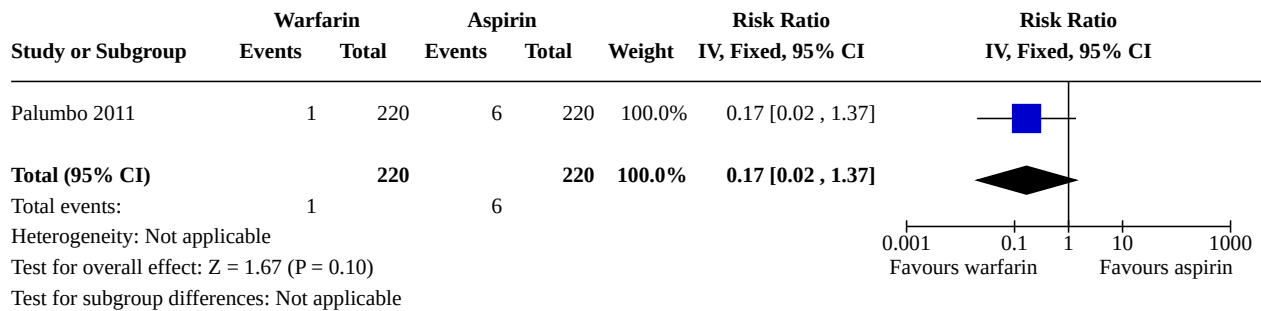 Warfarin Aspirin Risk Ratio Risk Ratio
Study or Subgroup Events Total Events Total Weight IV, Fixed, 95% CI IV, Fixed, 95% CI
Palumbo 2011 1 220 6 220 100.0% 0.17 [0.02 , 1.37]
Total (95% CI) 220 220 100.0% 0.17 [0.02 , 1.37]
Total events: 1 6
Heterogeneity: Not applicable
0.001 0.1 1 10 1000
Test for overall effect: Z = 1.67 (P = 0.10) Favours warfarin Favours aspirin
Test for subgroup differences: Not applicable